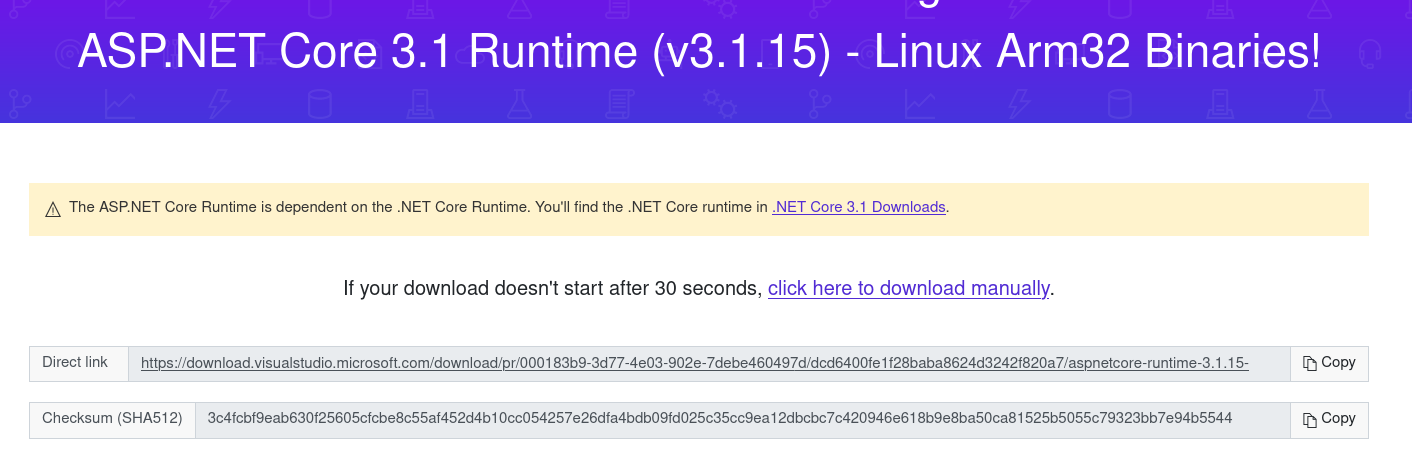 ASP.NET Core 3.1 Runtime (v3.1.15) - Linux Arm32 Binaries!
The ASP.NET Core Runtime is dependent on the .NET Core Runtime. You'll find the .NET Core runtime in .NET Core 3.1 Downloads.
If your download doesn't start after 30 seconds, click here to download manually.
Direct link https://download.visualstudio.microsoft.com/download/pr/000183b9-3d77-4e03-902e-7debe460497d/dcd6400fe1f28baba8624d3242f820a7/aspnetcore-runtime-3.1.15- Copy
Checksum (SHA512) 3c4fcbf9eab630f25605cfcbe8c55af452d4b10cc054257e26dfa4bdb09fd025c35cc9ea12dbcbc7c420946e618b9e8ba50ca81525b5055c79323bb7e94b5544 Copy